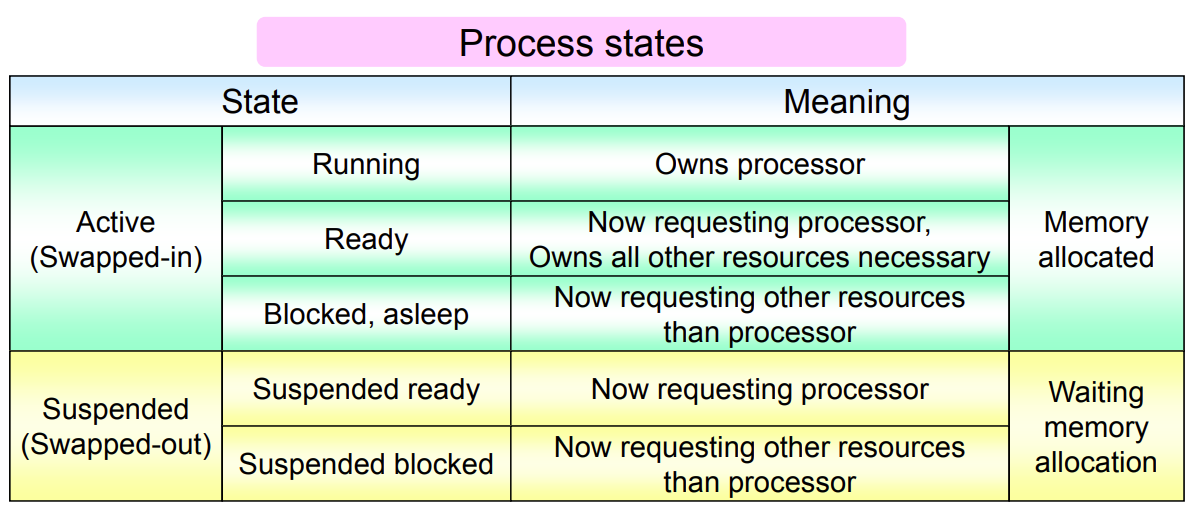 Process states
State
Meaning
Active
(Swapped-in)
Running
Owns processor
Memory
allocated
Ready
Now requesting processor,
Owns all other resources necessary
Blocked, asleep
Now requesting other resources
than processor
Suspended
(Swapped-out)
Suspended ready
Now requesting processor
Waiting
memory
allocation
Suspended blocked
Now requesting other resources
than processor